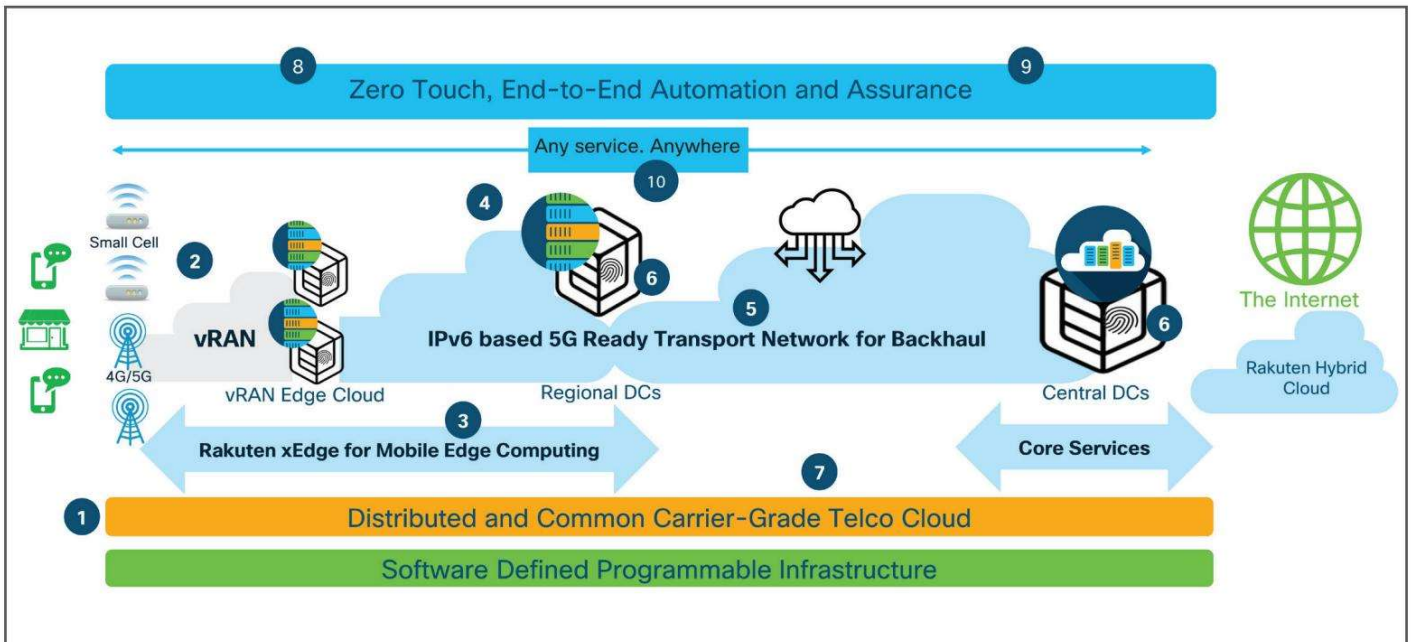 8
9
Zero Touch, End-to-End Automation and Assurance
Any service. Anywhere
10
4
Small Cell
2
6
The Internet
5
6
vRAN
IPv6 based 5G Ready Transport Network for Backhaul
Rakuten Hybrid
Cloud
4G/5G
vRAN Edge Cloud
Regional DCs
Central DCs
3
Rakuten xEdge for Mobile Edge Computing
Core Services
7
1
Distributed and Common Carrier-Grade Telco Cloud
Software Defined Programmable Infrastructure